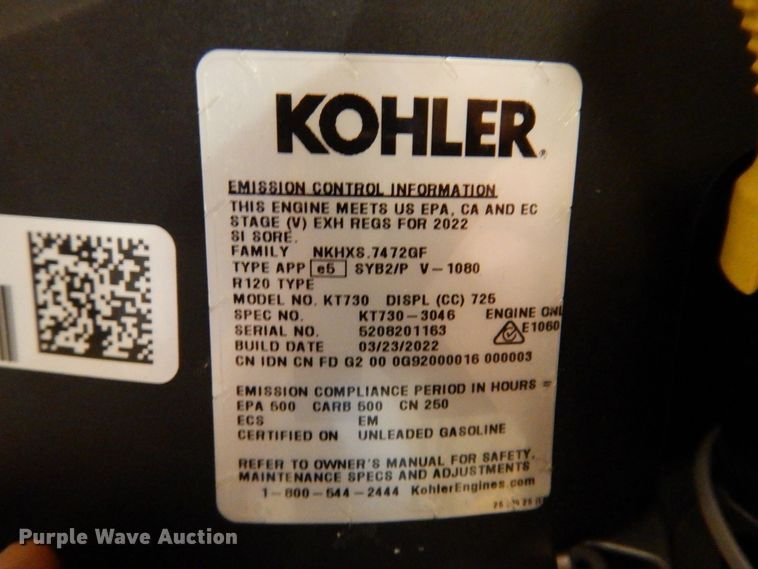 KOHLER.
EMISSION CONTROL INFORMATION
THIS ENGINE MEETS US EPA, CA AND EC
STAGE (V) EXH REGS FOR 2022
SI SORE.
FAMILY NKHXS.7472GF
TYPE APP e5 SYB2/P V-1080
R120 TYPE
MODEL NO. KT730 DISPL (CC) 725
SPEC NO. KT730-3046 ENGINE ONL
SERIAL NO. 5208201163 E1060
BUILD DATE 03/23/2022
CN IDN CN FD G2 00 0G92000016 000003
EMISSION COMPLIANCE PERIOD IN HOURS =
EPA 500 CARB 500 CN 250
ECS EM
CERTIFIED ON UNLEADED GASOLINE
REFER TO OWNER'S MANUAL FOR SAFETY,
MAINTENANCE SPECS AND ADJUSTMENTS
1-800-544-2444 KohlerEngines.com
Purple Wave Auction